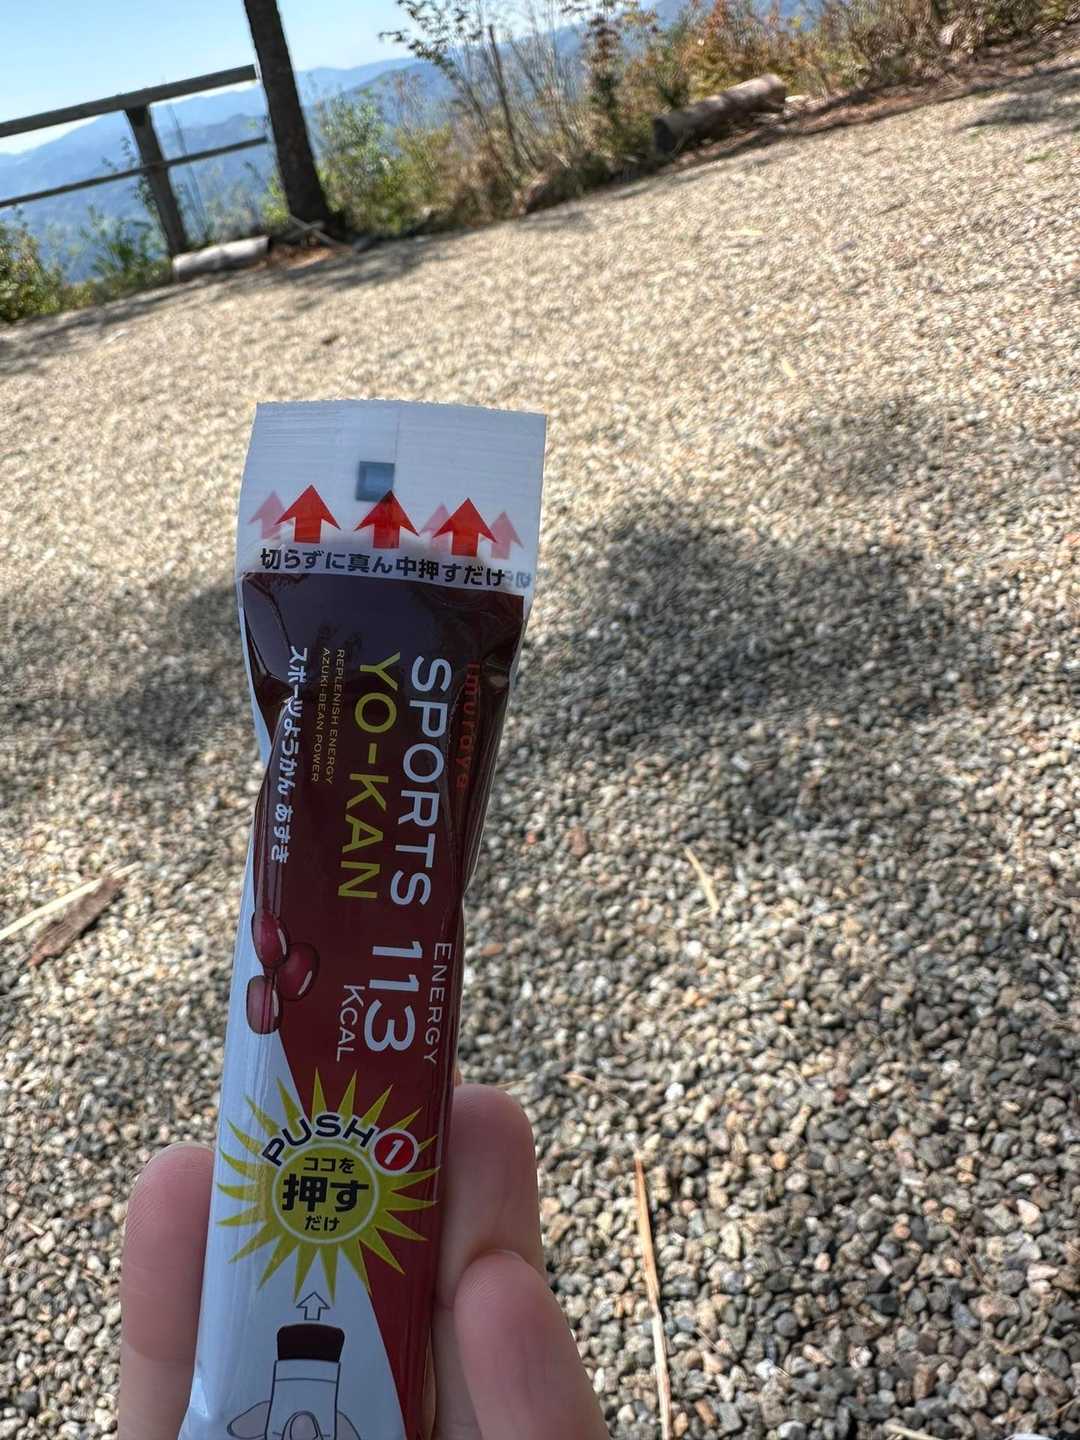 切らずに真ん中押すだけ
imuraya
SPORTS
YO-KAN
REPLENISH ENERGY
AZUKI-BEAN POWER
スポーツようかん あずき
ENERGY
113
KCAL
PUSH 1
ココを
押す
だけ